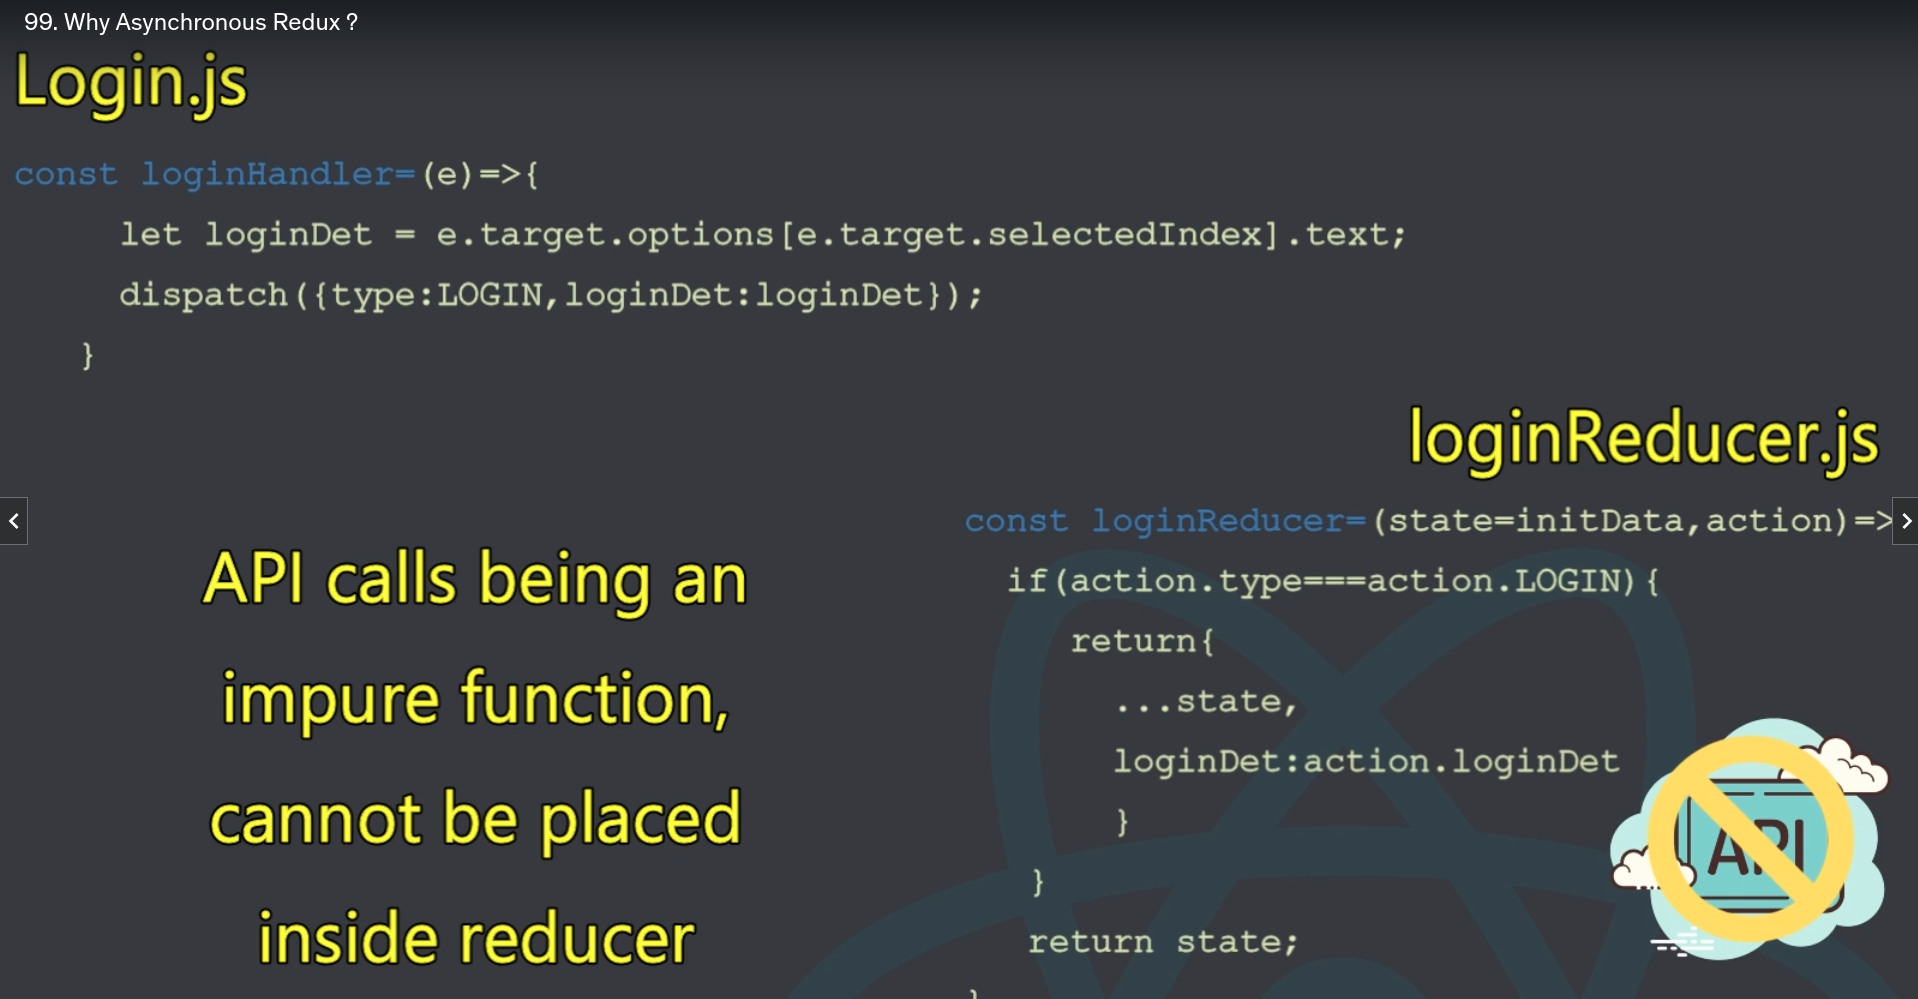 99. Why Asynchronous Redux ?
Login.js
const loginHandler=(e)=>{
let loginDet = e.target.options[e.target.selectedIndex].text;
dispatch({type:LOGIN,loginDet:loginDet});
}
loginReducer.js
const loginReducer=(state=initData,action)=>
if(action.type===action.LOGIN){
return{
...state,
loginDet:action.loginDet
}
}
return state;
API calls being an
impure function,
cannot be placed
inside reducer
API